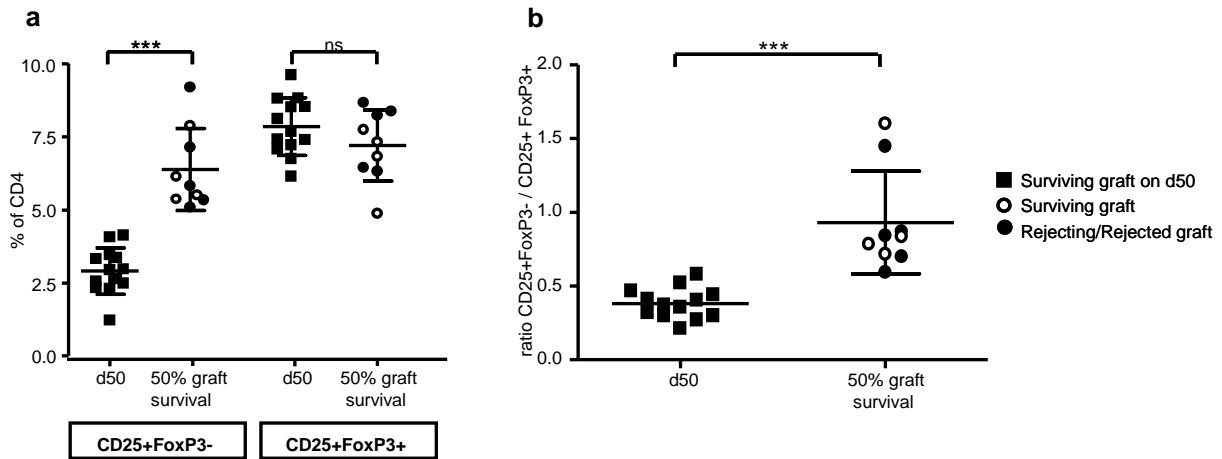 a
***
ns
% of CD4
10.0
7.5
5.0
2.5
0.0
d50
50% graft
survival
d50
50% graft
survival
CD25+FoxP3-
CD25+FoxP3+
b
***
ratio CD25+FoxP3- / CD25+ FoxP3+
2.0
1.5
1.0
0.5
0.0
d50
50% graft
survival
Surviving graft on d50
Surviving graft
Rejecting/Rejected graft